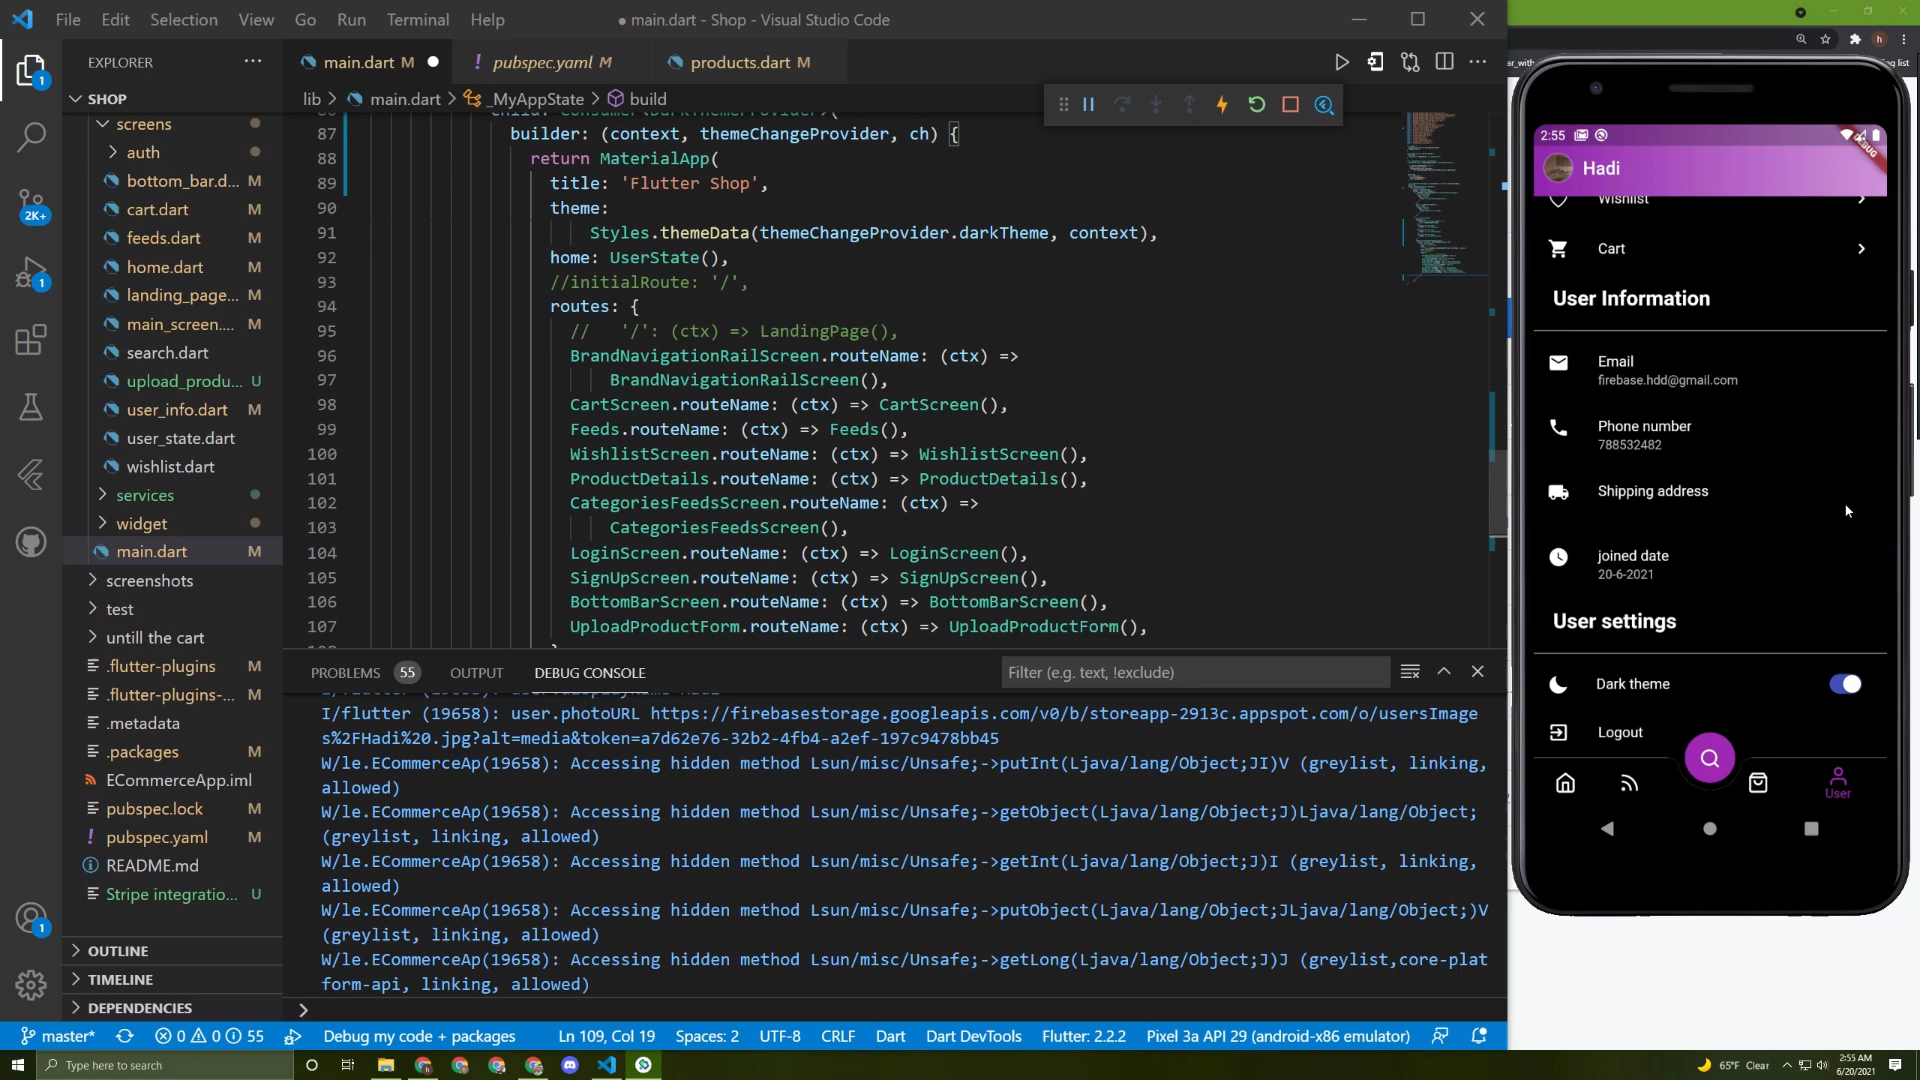 File Edit Selection View Go Run Terminal Help
● main.dart - Shop - Visual Studio Code
EXPLORER
SHOP
screens
auth
bottom_bar.d... M
cart.dart M
feeds.dart M
home.dart M
landing_page... M
main_screen.... M
search.dart
upload_produ... U
user_info.dart M
user_state.dart
wishlist.dart
services
widget
main.dart M
screenshots
test
untill the cart
.flutter-plugins M
.flutter-plugins-... M
.metadata
.packages M
ECommerceApp.iml
pubspec.lock M
pubspec.yaml M
README.md
Stripe integratio... U
OUTLINE
TIMELINE
DEPENDENCIES
1
2K+
1
1
main.dart M ● ! pubspec.yaml M products.dart M
lib > main.dart > _MyAppState > build
87 builder: (context, themeChangeProvider, ch) {
88 return MaterialApp(
89 title: 'Flutter Shop',
90 theme:
91 Styles.themeData(themeChangeProvider.darkTheme, context),
92 home: UserState(),
93 //initialRoute: '/',
94 routes: {
95 //   '/': (ctx) => LandingPage(),
96 BrandNavigationRailScreen.routeName: (ctx) =>
97 BrandNavigationRailScreen(),
98 CartScreen.routeName: (ctx) => CartScreen(),
99 Feeds.routeName: (ctx) => Feeds(),
100 WishlistScreen.routeName: (ctx) => WishlistScreen(),
101 ProductDetails.routeName: (ctx) => ProductDetails(),
102 CategoriesFeedsScreen.routeName: (ctx) =>
103 CategoriesFeedsScreen(),
104 LoginScreen.routeName: (ctx) => LoginScreen(),
105 SignUpScreen.routeName: (ctx) => SignUpScreen(),
106 BottomBarScreen.routeName: (ctx) => BottomBarScreen(),
107 UploadProductForm.routeName: (ctx) => UploadProductForm(),
PROBLEMS 55 OUTPUT DEBUG CONSOLE
Filter (e.g. text, !exclude)
I/flutter (19658): user.photoURL https://firebasestorage.googleapis.com/v0/b/storeapp-2913c.appspot.com/o/usersImage
s%2FHadi%20.jpg?alt=media&token=a7d62e76-32b2-4fb4-a2ef-197c9478bb45
W/le.ECommerceAp(19658): Accessing hidden method Lsun/misc/Unsafe;->putInt(Ljava/lang/Object;JI)V (greylist, linking,
allowed)
W/le.ECommerceAp(19658): Accessing hidden method Lsun/misc/Unsafe;->getObject(Ljava/lang/Object;J)Ljava/lang/Object;
(greylist, linking, allowed)
W/le.ECommerceAp(19658): Accessing hidden method Lsun/misc/Unsafe;->getInt(Ljava/lang/Object;J)I (greylist, linking,
allowed)
W/le.ECommerceAp(19658): Accessing hidden method Lsun/misc/Unsafe;->putObject(Ljava/lang/Object;JLjava/lang/Object;)V
(greylist, linking, allowed)
W/le.ECommerceAp(19658): Accessing hidden method Lsun/misc/Unsafe;->getLong(Ljava/lang/Object;J)J (greylist,core-plat
form-api, linking, allowed)
master* 0 0 55 Debug my code + packages Ln 109, Col 19 Spaces: 2 UTF-8 CRLF Dart Dart DevTools Flutter: 2.2.2 Pixel 3a API 29 (android-x86 emulator)
Type here to search
65°F Clear
2:55 AM
6/20/2021
2:55
DEBUG
Hadi
Wishlist
Cart
User Information
Email
firebase.hdd@gmail.com
Phone number
788532482
Shipping address
joined date
20-6-2021
User settings
Dark theme
Logout
User